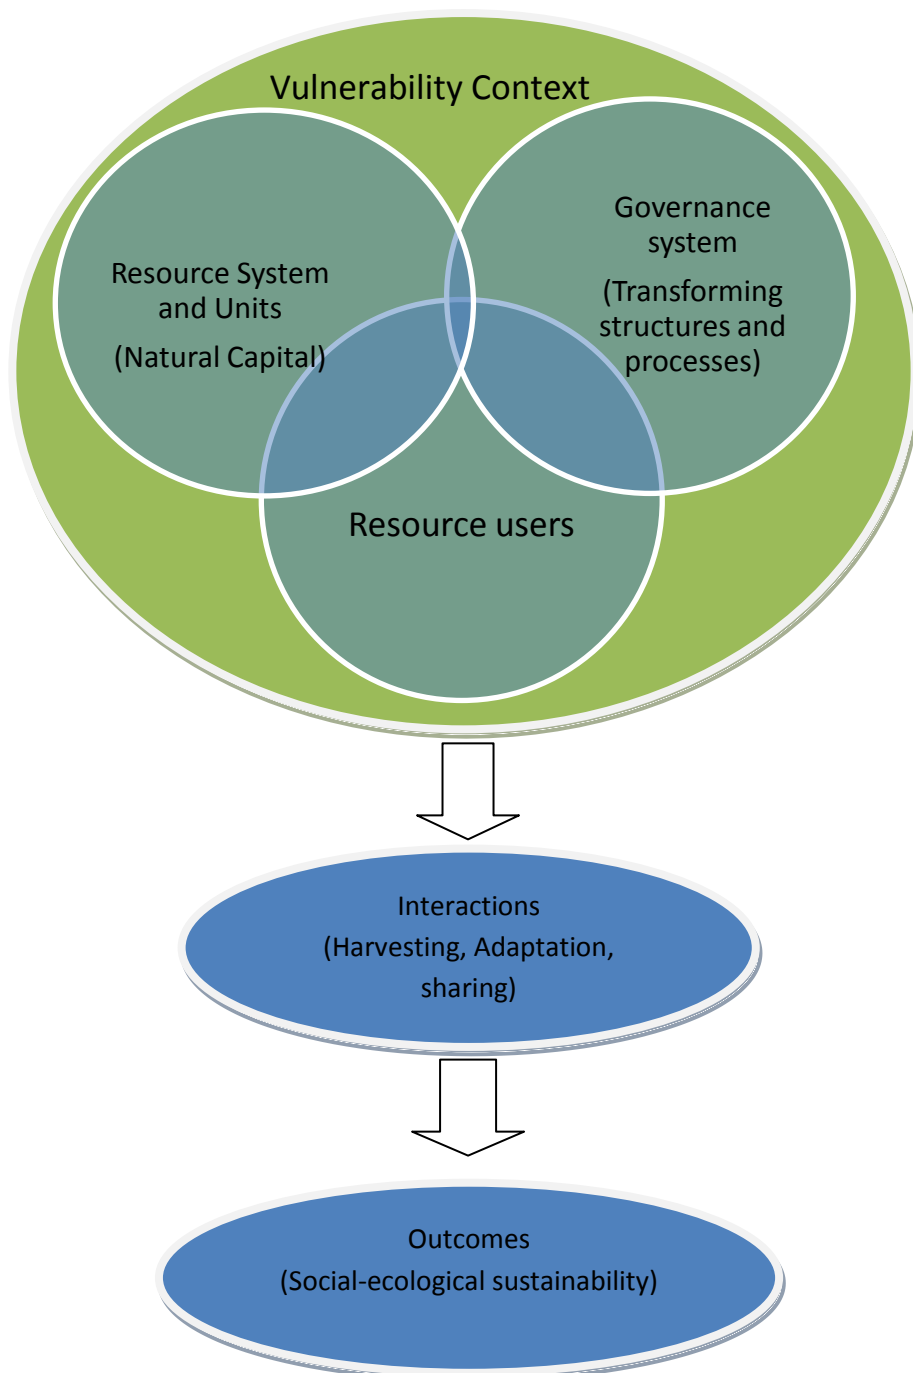 Vulnerability Context
Resource System
and Units
(Natural Capital)
Governance
system
(Transforming
structures and
processes)
Resource users
Interactions
(Harvesting, Adaptation,
sharing)
Outcomes
(Social-ecological sustainability)